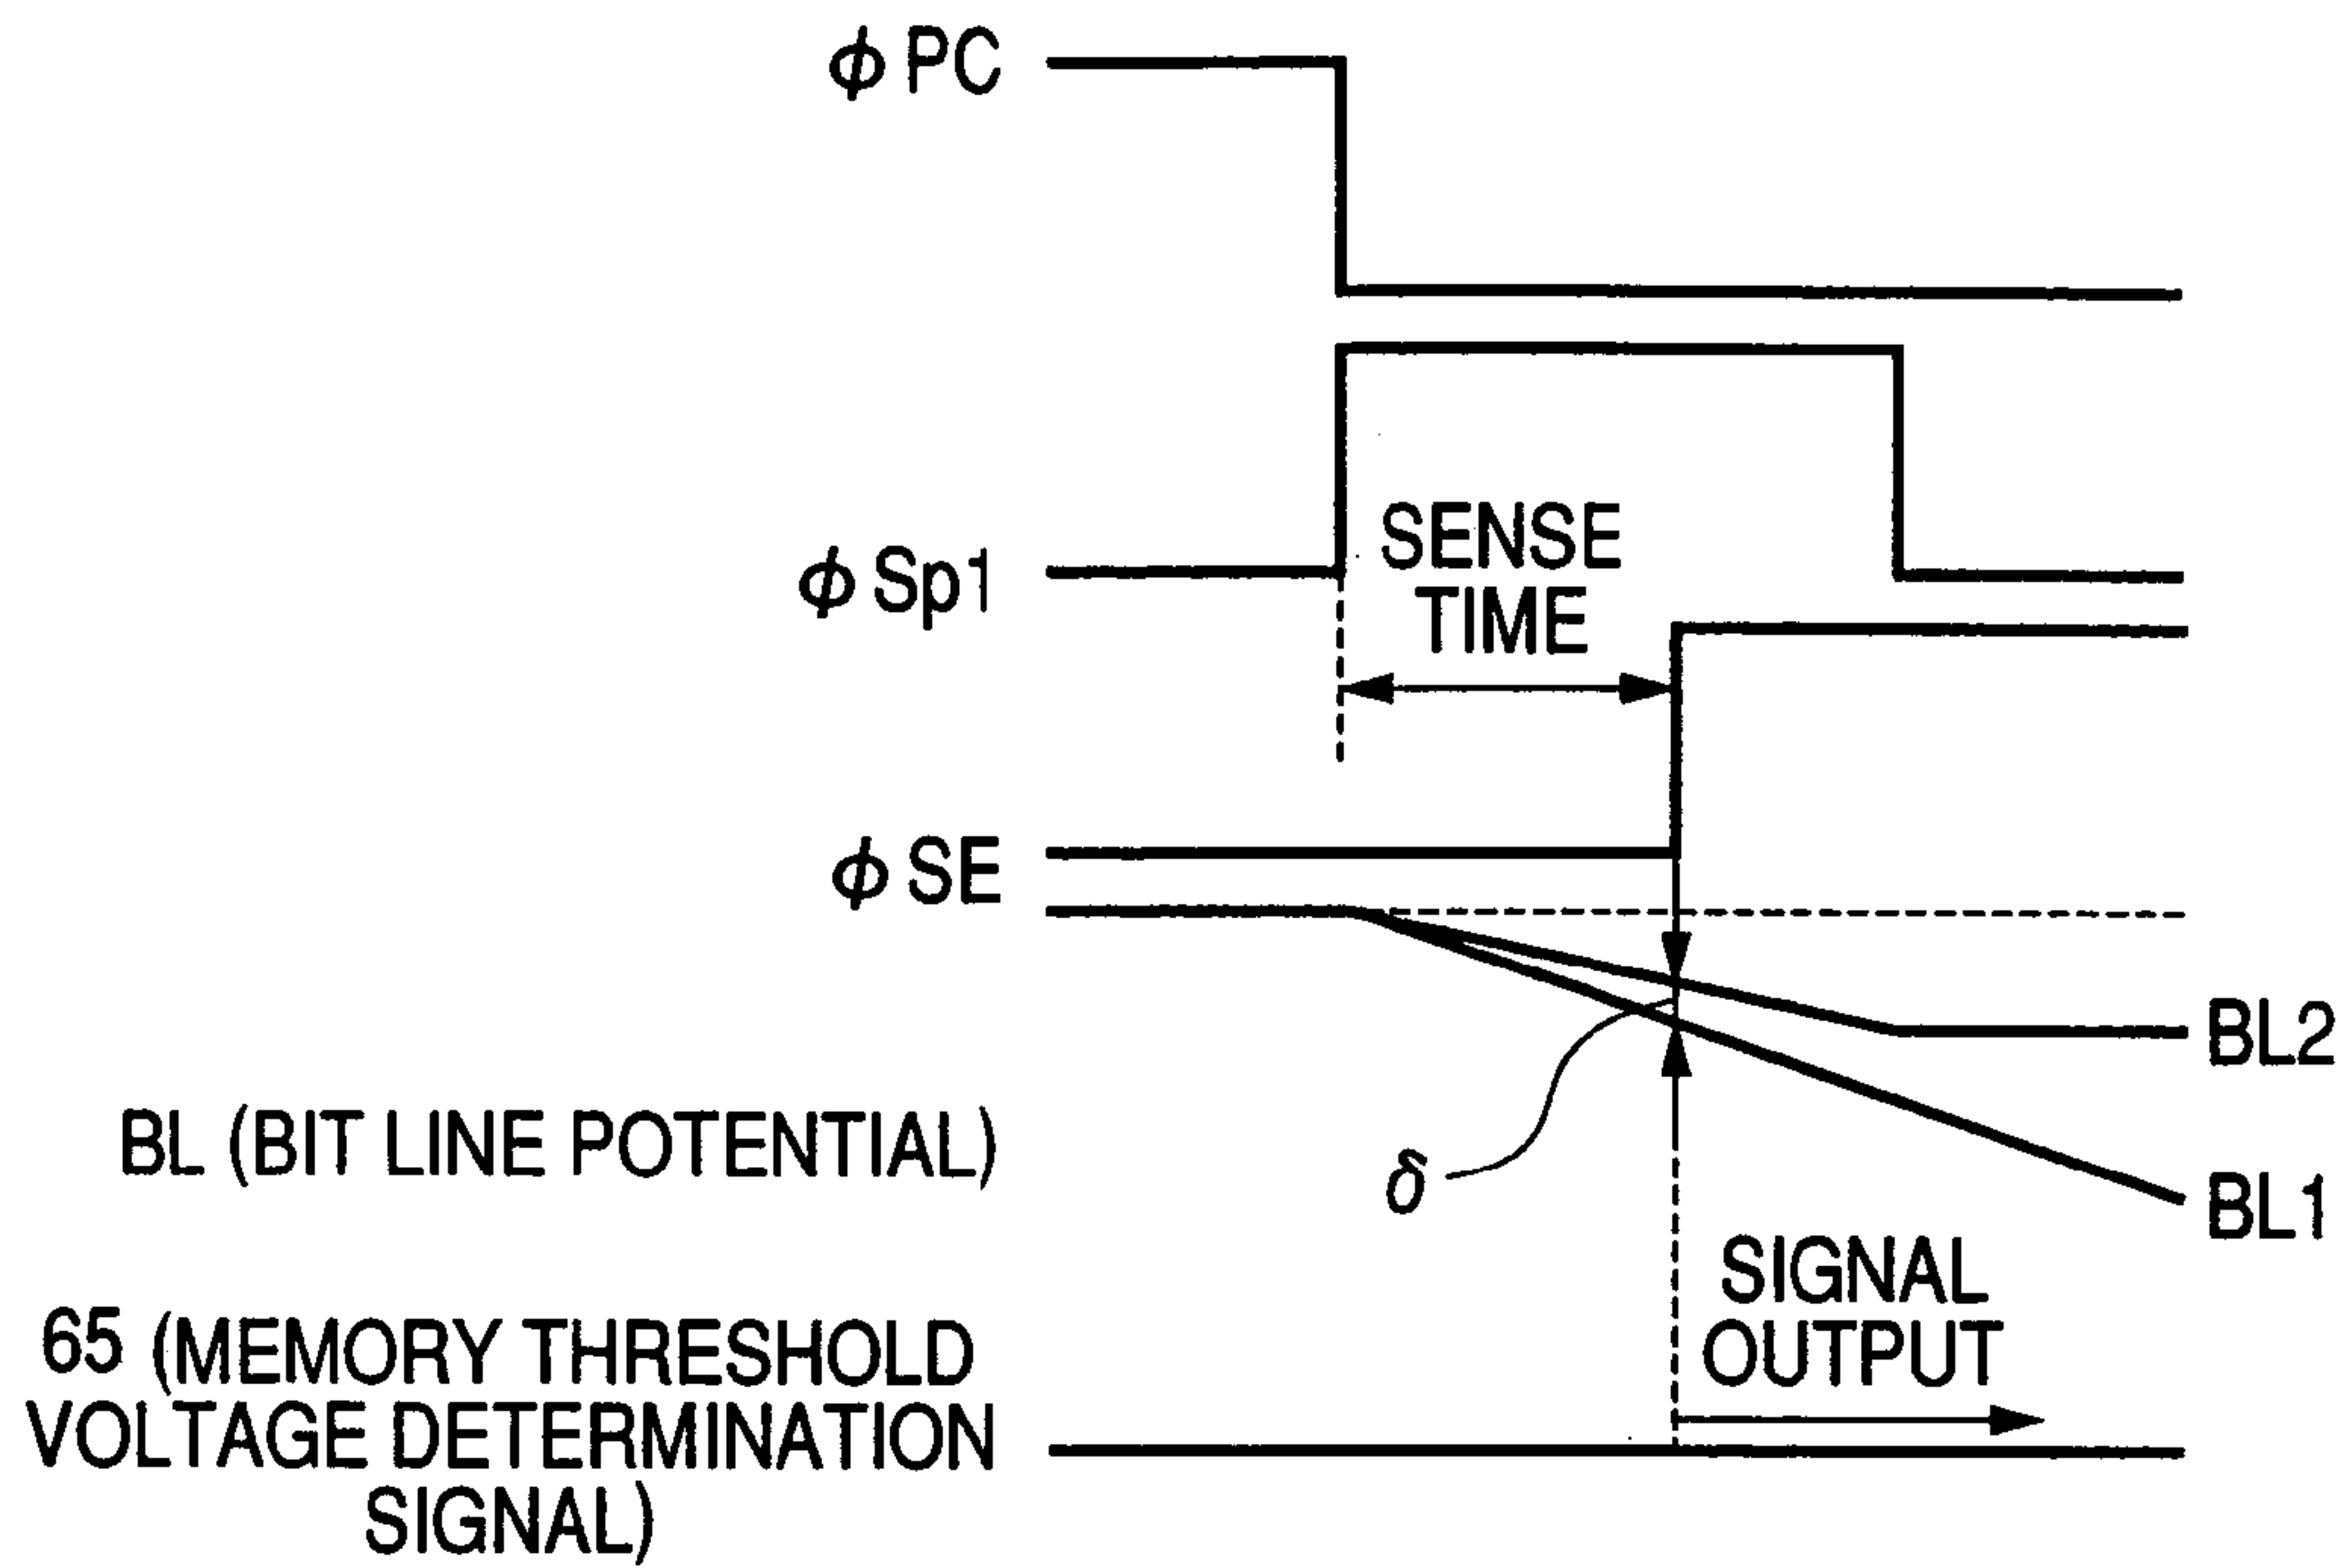 ϕ PC
ϕ Sp1
SENSE
TIME
ϕ SE
BL2
BL (BIT LINE POTENTIAL)
δ
BL1
SIGNAL
OUTPUT
65 (MEMORY THRESHOLD
VOLTAGE DETERMINATION
SIGNAL)